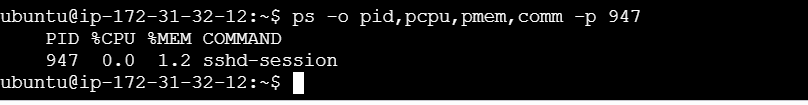 ubuntu@ip-172-31-32-12:~$ ps -o pid,pcpu,pmem,comm -p 947
    PID %CPU %MEM COMMAND
    947  0.0  1.2 sshd-session
ubuntu@ip-172-31-32-12:~$